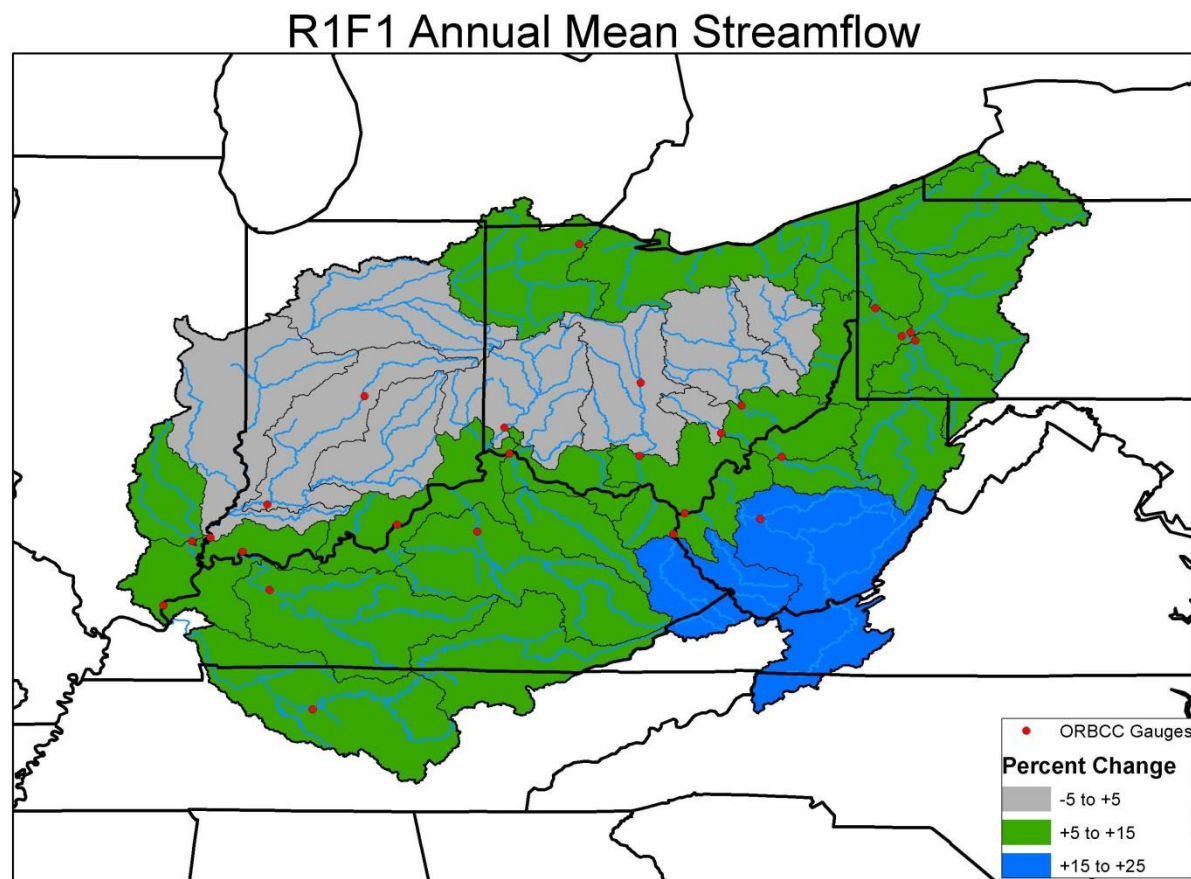 R1F1 Annual Mean Streamflow
ORBCC Gauges
Percent Change
-5 to +5
+5 to +15
+15 to +25